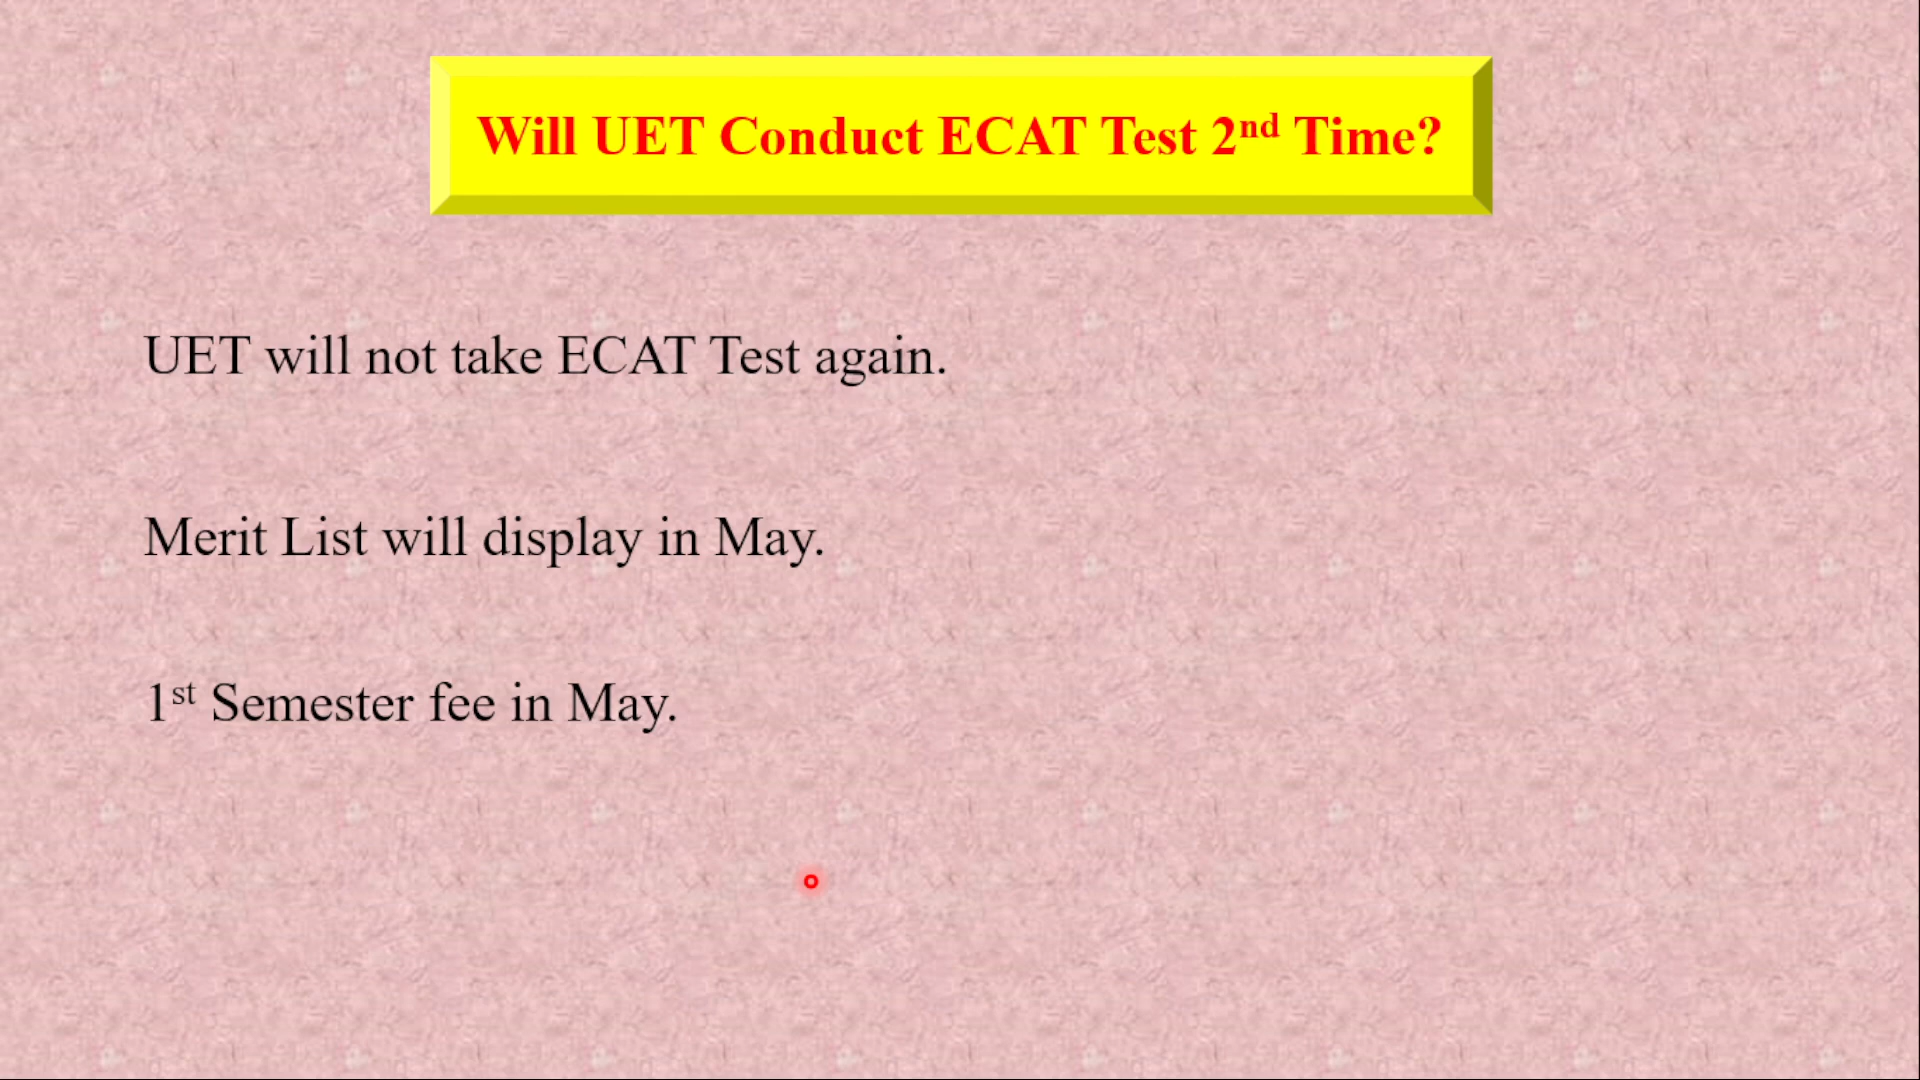 Will UET Conduct ECAT Test 2nd Time?
UET will not take ECAT Test again.
Merit List will display in May.
1st Semester fee in May.